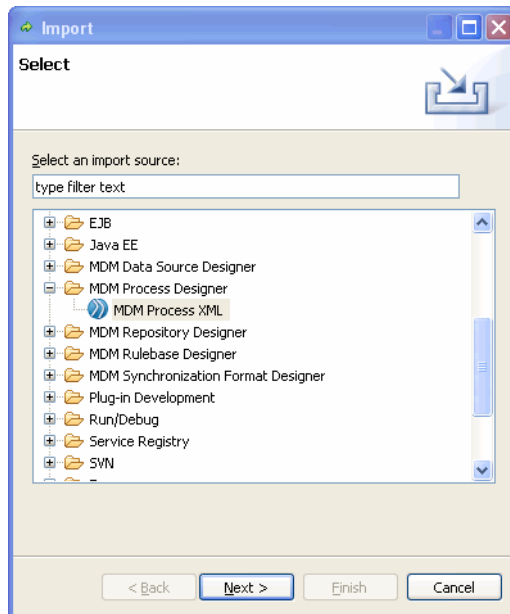 Import
Select
Select an import source:
type filter text
EJB
Java EE
MDM Data Source Designer
MDM Process Designer
MDM Process XML
MDM Repository Designer
MDM Rulebase Designer
MDM Synchronization Format Designer
Plug-in Development
Run/Debug
Service Registry
SVN
< Back Next > Finish Cancel